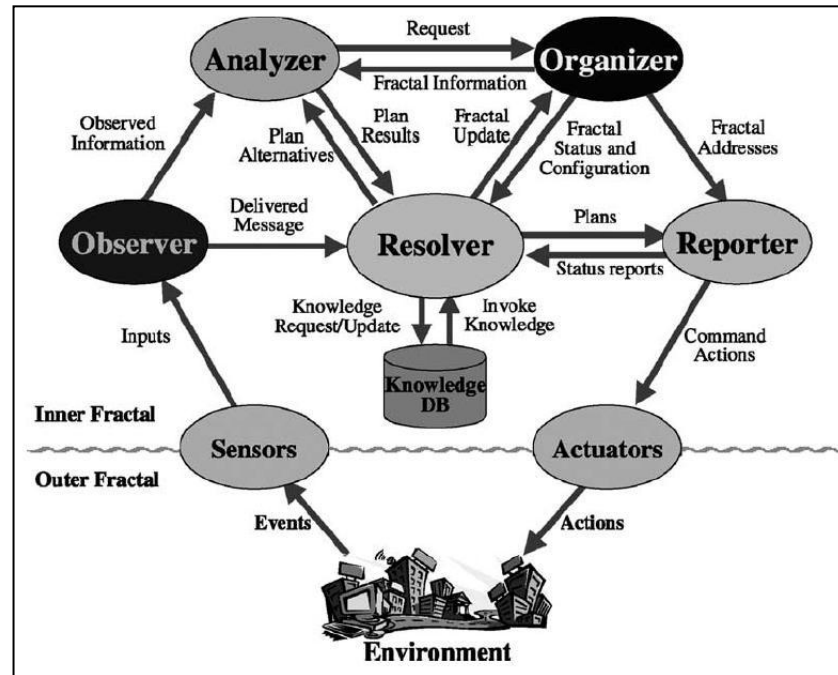 Request
Analyzer
Organizer
Fractal Information
Observed
Information
Plan
Alternatives
Plan
Results
Fractal
Update
Fractal
Status and
Configuration
Fractal
Addresses
Delivered
Message
Plans
Observer
Resolver
Reporter
Status reports
Knowledge
Request/Update
Invoke
Knowledge
Inputs
Command
Actions
Knowledge
DB
Inner Fractal
Sensors
Actuators
Outer Fractal
Events
Actions
Environment